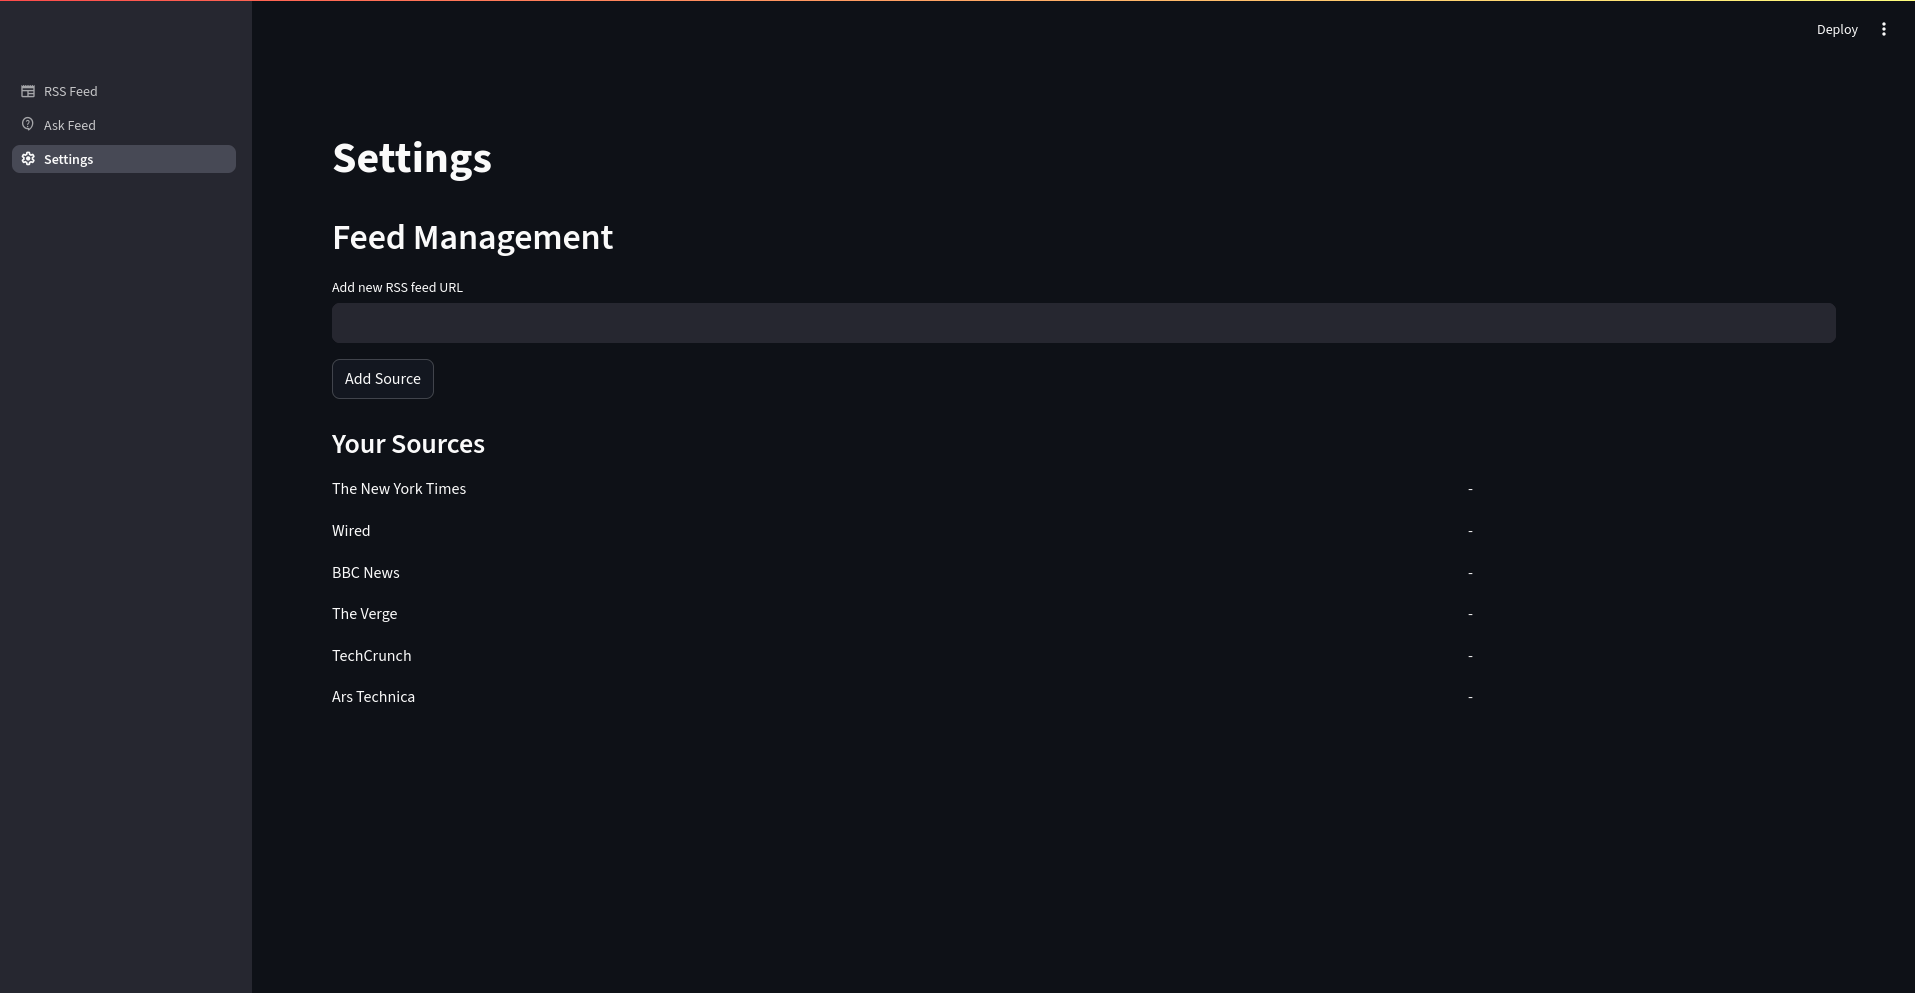 Deploy
RSS Feed
Ask Feed
Settings
Settings
Feed Management
Add new RSS feed URL
Add Source
Your Sources
The New York Times -
Wired -
BBC News -
The Verge -
TechCrunch -
Ars Technica -